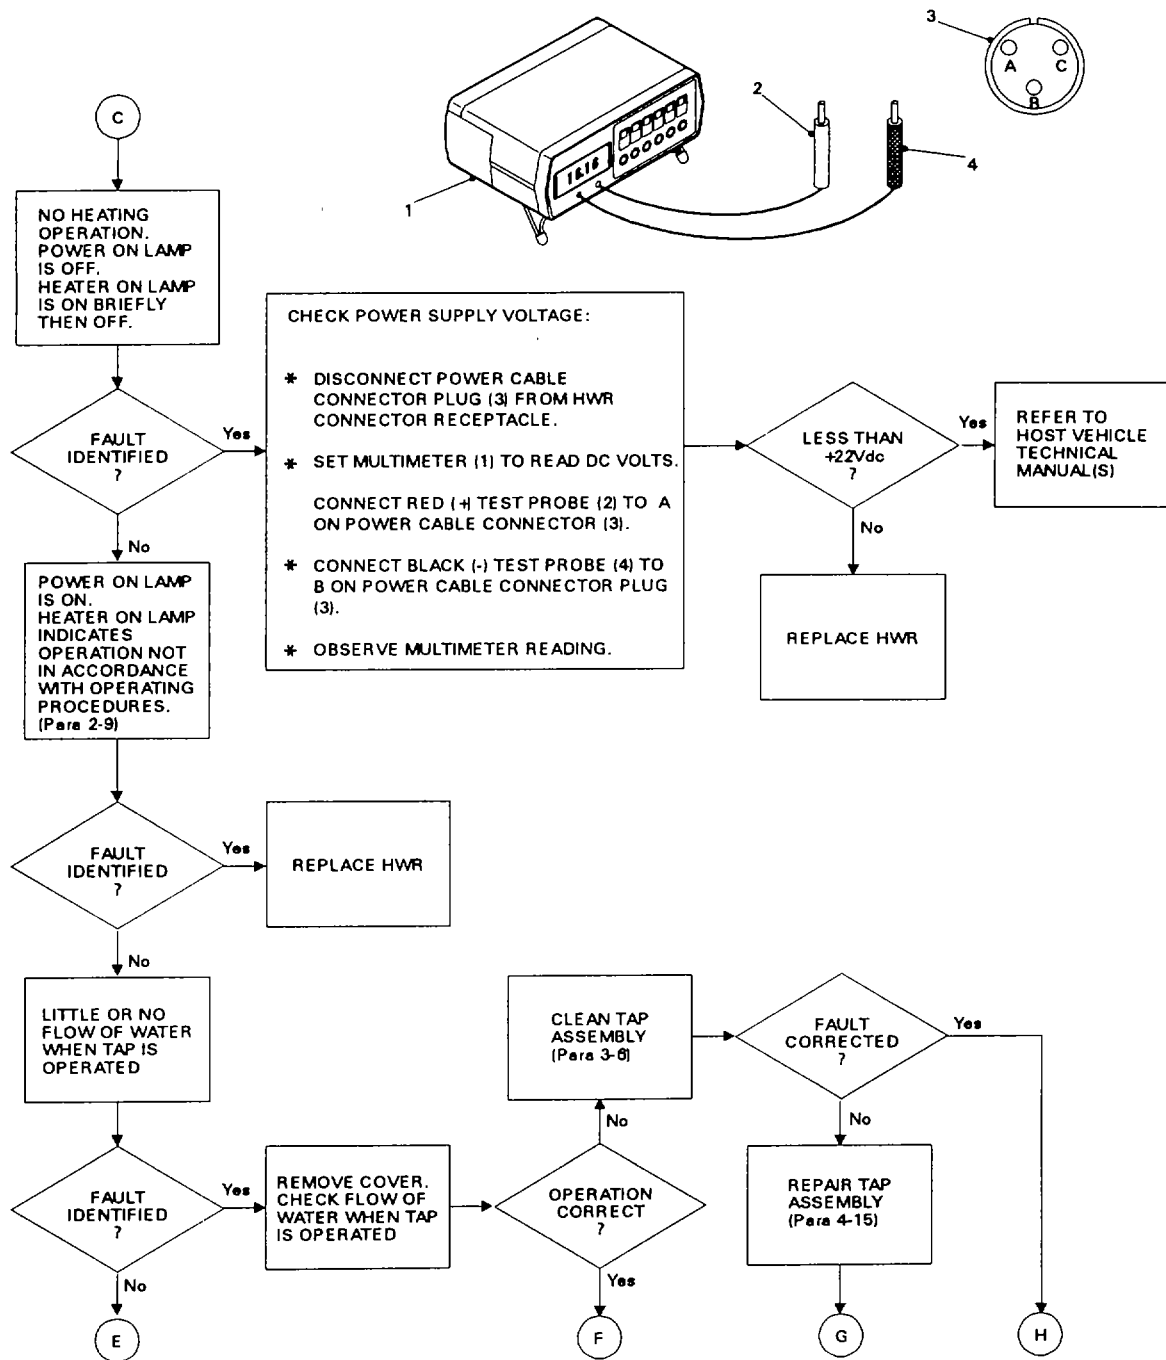 3
A
C
B
2
4
1
16.16
C
NO HEATING
OPERATION.
POWER ON LAMP
IS OFF.
HEATER ON LAMP
IS ON BRIEFLY
THEN OFF.
FAULT
IDENTIFIED
?
Yes
CHECK POWER SUPPLY VOLTAGE:
* DISCONNECT POWER CABLE
CONNECTOR PLUG (3) FROM HWR
CONNECTOR RECEPTACLE.
* SET MULTIMETER (1) TO READ DC VOLTS.
CONNECT RED (+) TEST PROBE (2) TO A
ON POWER CABLE CONNECTOR (3).
* CONNECT BLACK (-) TEST PROBE (4) TO
B ON POWER CABLE CONNECTOR PLUG
(3).
* OBSERVE MULTIMETER READING.
LESS THAN
+22Vdc
?
Yes
REFER TO
HOST VEHICLE
TECHNICAL
MANUAL(S)
No
REPLACE HWR
No
POWER ON LAMP
IS ON.
HEATER ON LAMP
INDICATES
OPERATION NOT
IN ACCORDANCE
WITH OPERATING
PROCEDURES.
(Para 2-9)
FAULT
IDENTIFIED
?
Yes
REPLACE HWR
No
LITTLE OR NO
FLOW OF WATER
WHEN TAP IS
OPERATED
FAULT
IDENTIFIED
?
Yes
REMOVE COVER.
CHECK FLOW OF
WATER WHEN TAP
IS OPERATED
OPERATION
CORRECT
?
No
CLEAN TAP
ASSEMBLY
(Para 3-6)
FAULT
CORRECTED
?
Yes
No
REPAIR TAP
ASSEMBLY
(Para 4-15)
No
Yes
E
F
G
H